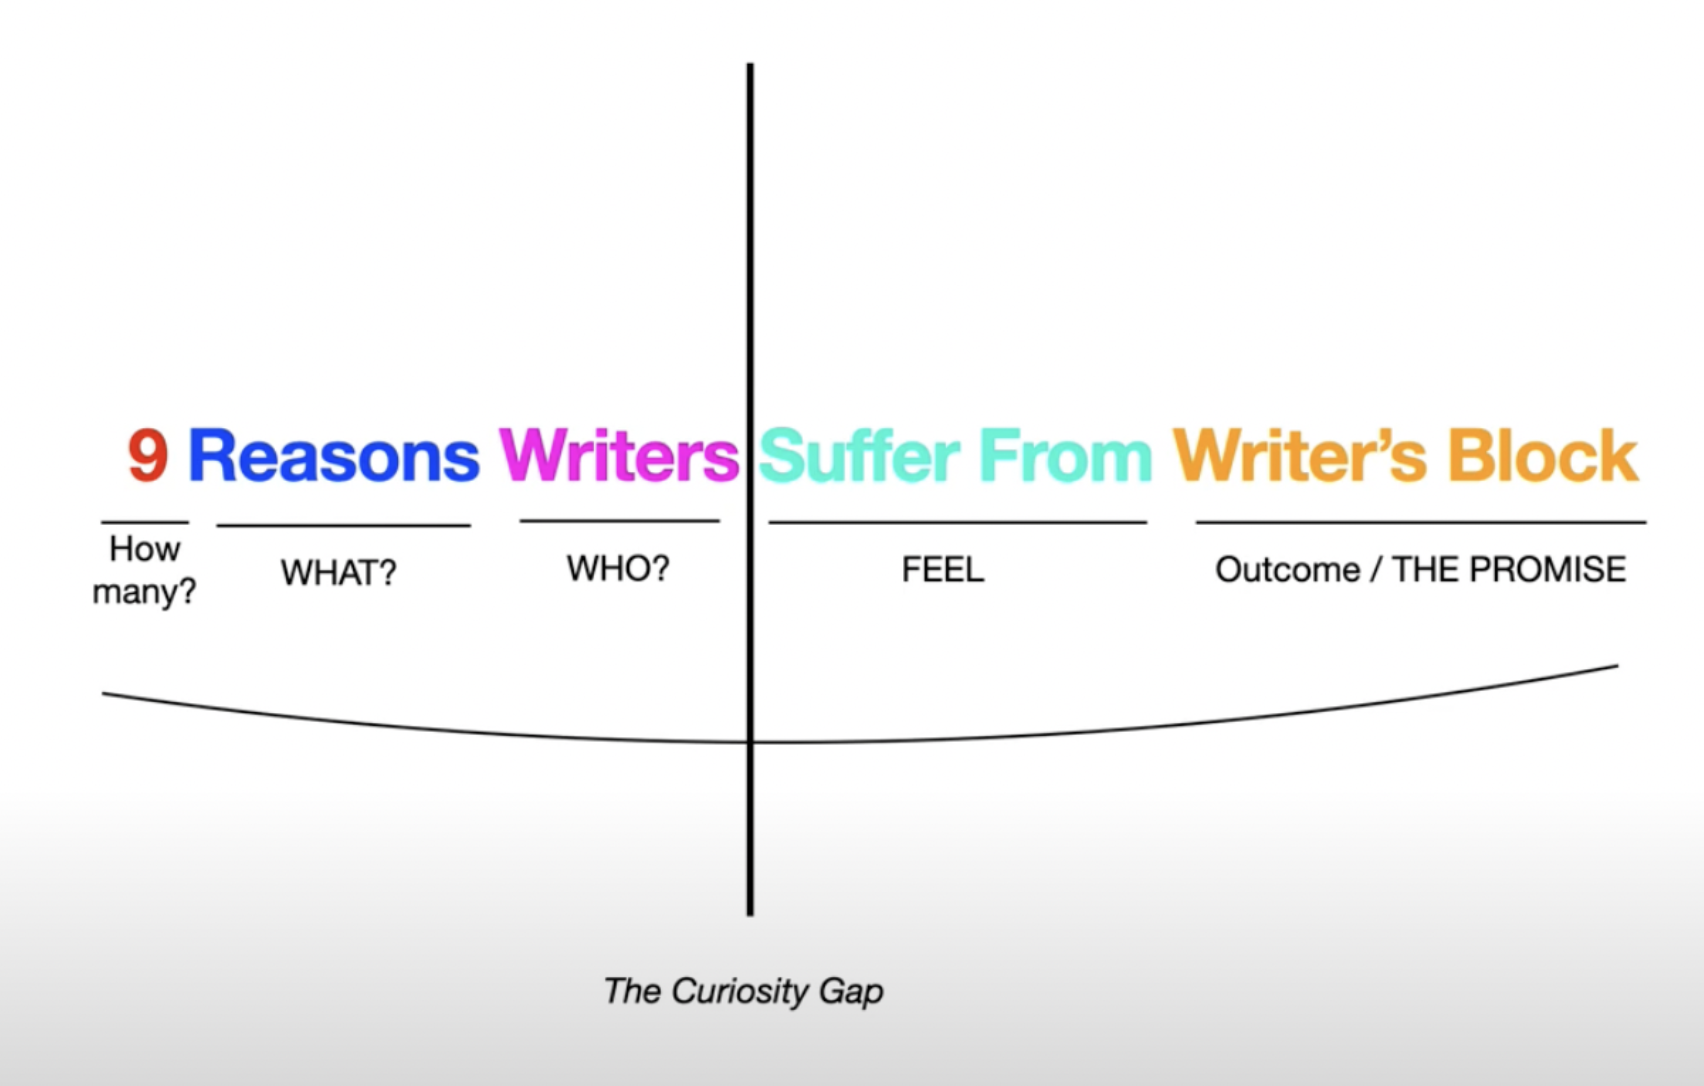 9 Reasons Writers Suffer From Writer’s Block
How many?
WHAT?
WHO?
FEEL
Outcome / THE PROMISE
The Curiosity Gap